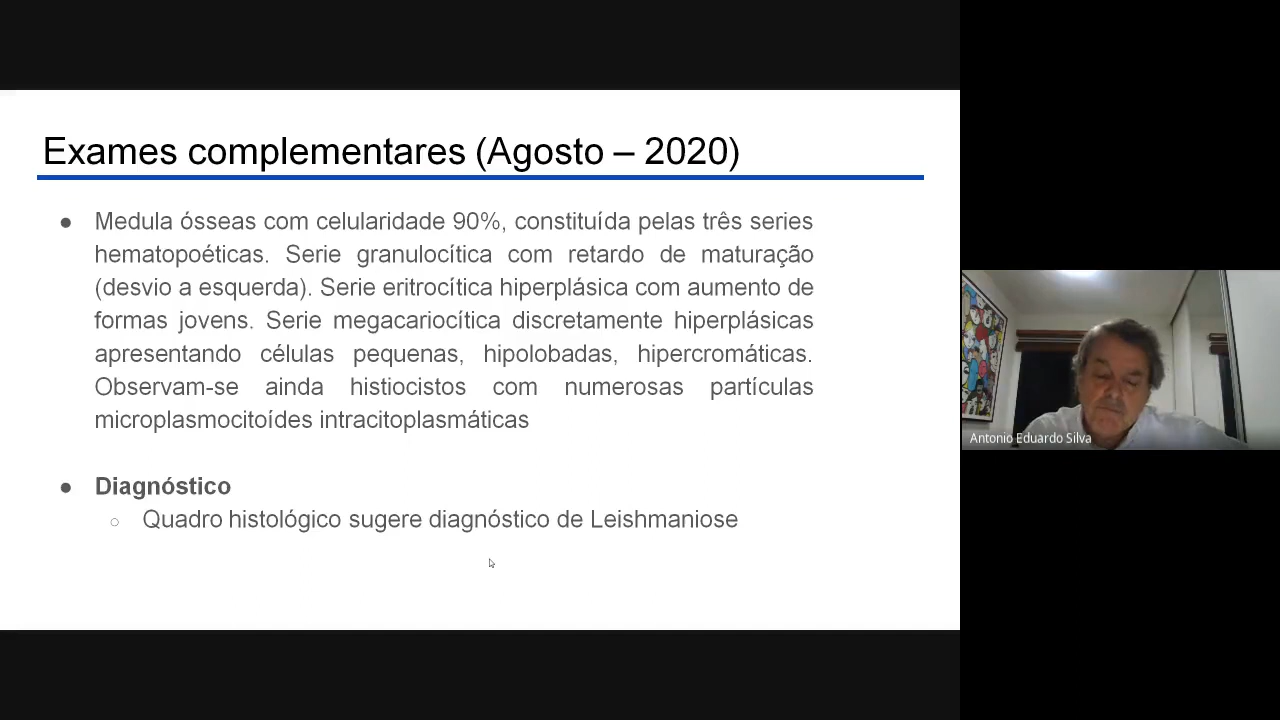 Exames complementares (Agosto – 2020)
● Medula ósseas com celularidade 90%, constituída pelas três series
hematopoéticas. Serie granulocítica com retardo de maturação
(desvio a esquerda). Serie eritrocítica hiperplásica com aumento de
formas jovens. Serie megacariocítica discretamente hiperplásicas
apresentando células pequenas, hipolobadas, hipercromáticas.
Observam-se ainda histiocistos com numerosas partículas
microplasmocitoídes intracitoplasmáticas
● Diagnóstico
○ Quadro histológico sugere diagnóstico de Leishmaniose
Antonio Eduardo Silva